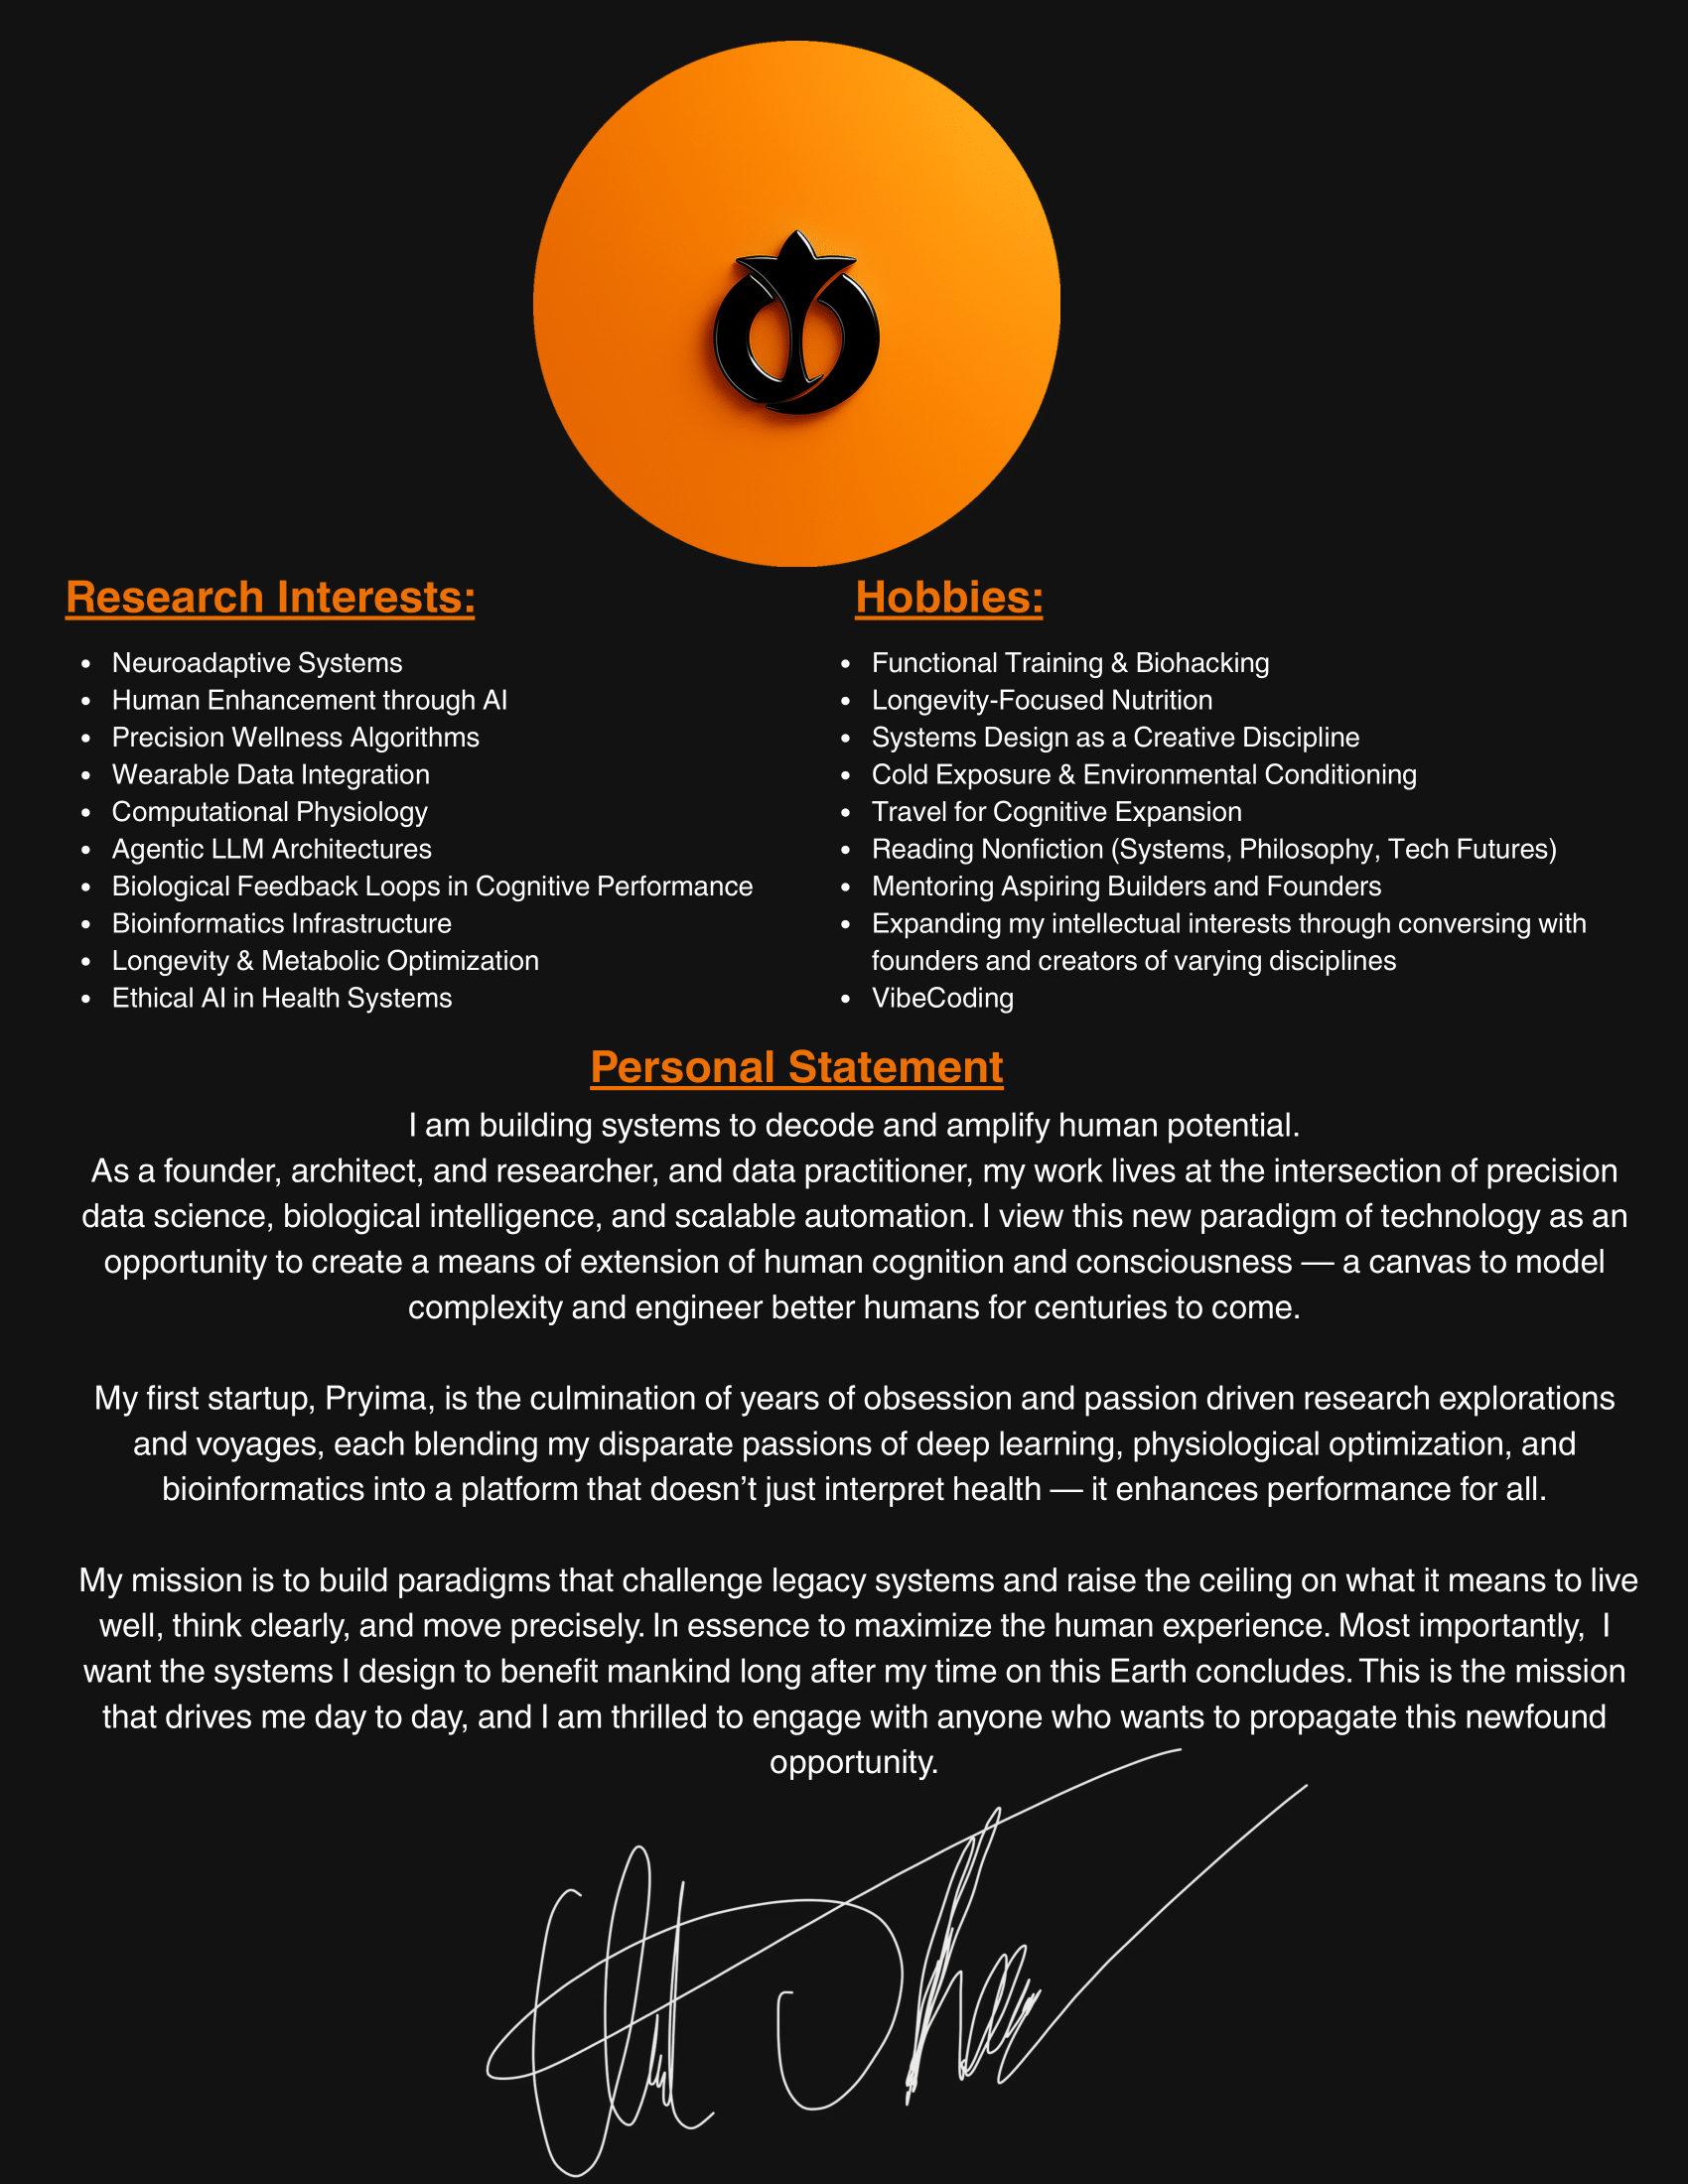 Research Interests:
Neuroadaptive Systems
Human Enhancement through AI
Precision Wellness Algorithms
Wearable Data Integration
Computational Physiology
Agentic LLM Architectures
Biological Feedback Loops in Cognitive Performance
Bioinformatics Infrastructure
Longevity & Metabolic Optimization
Ethical AI in Health Systems
Hobbies:
Functional Training & Biohacking
Longevity-Focused Nutrition
Systems Design as a Creative Discipline
Cold Exposure & Environmental Conditioning
Travel for Cognitive Expansion
Reading Nonfiction (Systems, Philosophy, Tech Futures)
Mentoring Aspiring Builders and Founders
Expanding my intellectual interests through conversing with
founders and creators of varying disciplines
VibeCoding
Personal Statement
I am building systems to decode and amplify human potential.
As a founder, architect, and researcher, and data practitioner, my work lives at the intersection of precision
data science, biological intelligence, and scalable automation. I view this new paradigm of technology as an
opportunity to create a means of extension of human cognition and consciousness — a canvas to model
complexity and engineer better humans for centuries to come.
My first startup, Pryima, is the culmination of years of obsession and passion driven research explorations
and voyages, each blending my disparate passions of deep learning, physiological optimization, and
bioinformatics into a platform that doesn’t just interpret health — it enhances performance for all.
My mission is to build paradigms that challenge legacy systems and raise the ceiling on what it means to live
well, think clearly, and move precisely. In essence to maximize the human experience. Most importantly,  I
want the systems I design to benefit mankind long after my time on this Earth concludes. This is the mission
that drives me day to day, and I am thrilled to engage with anyone who wants to propagate this newfound
opportunity.